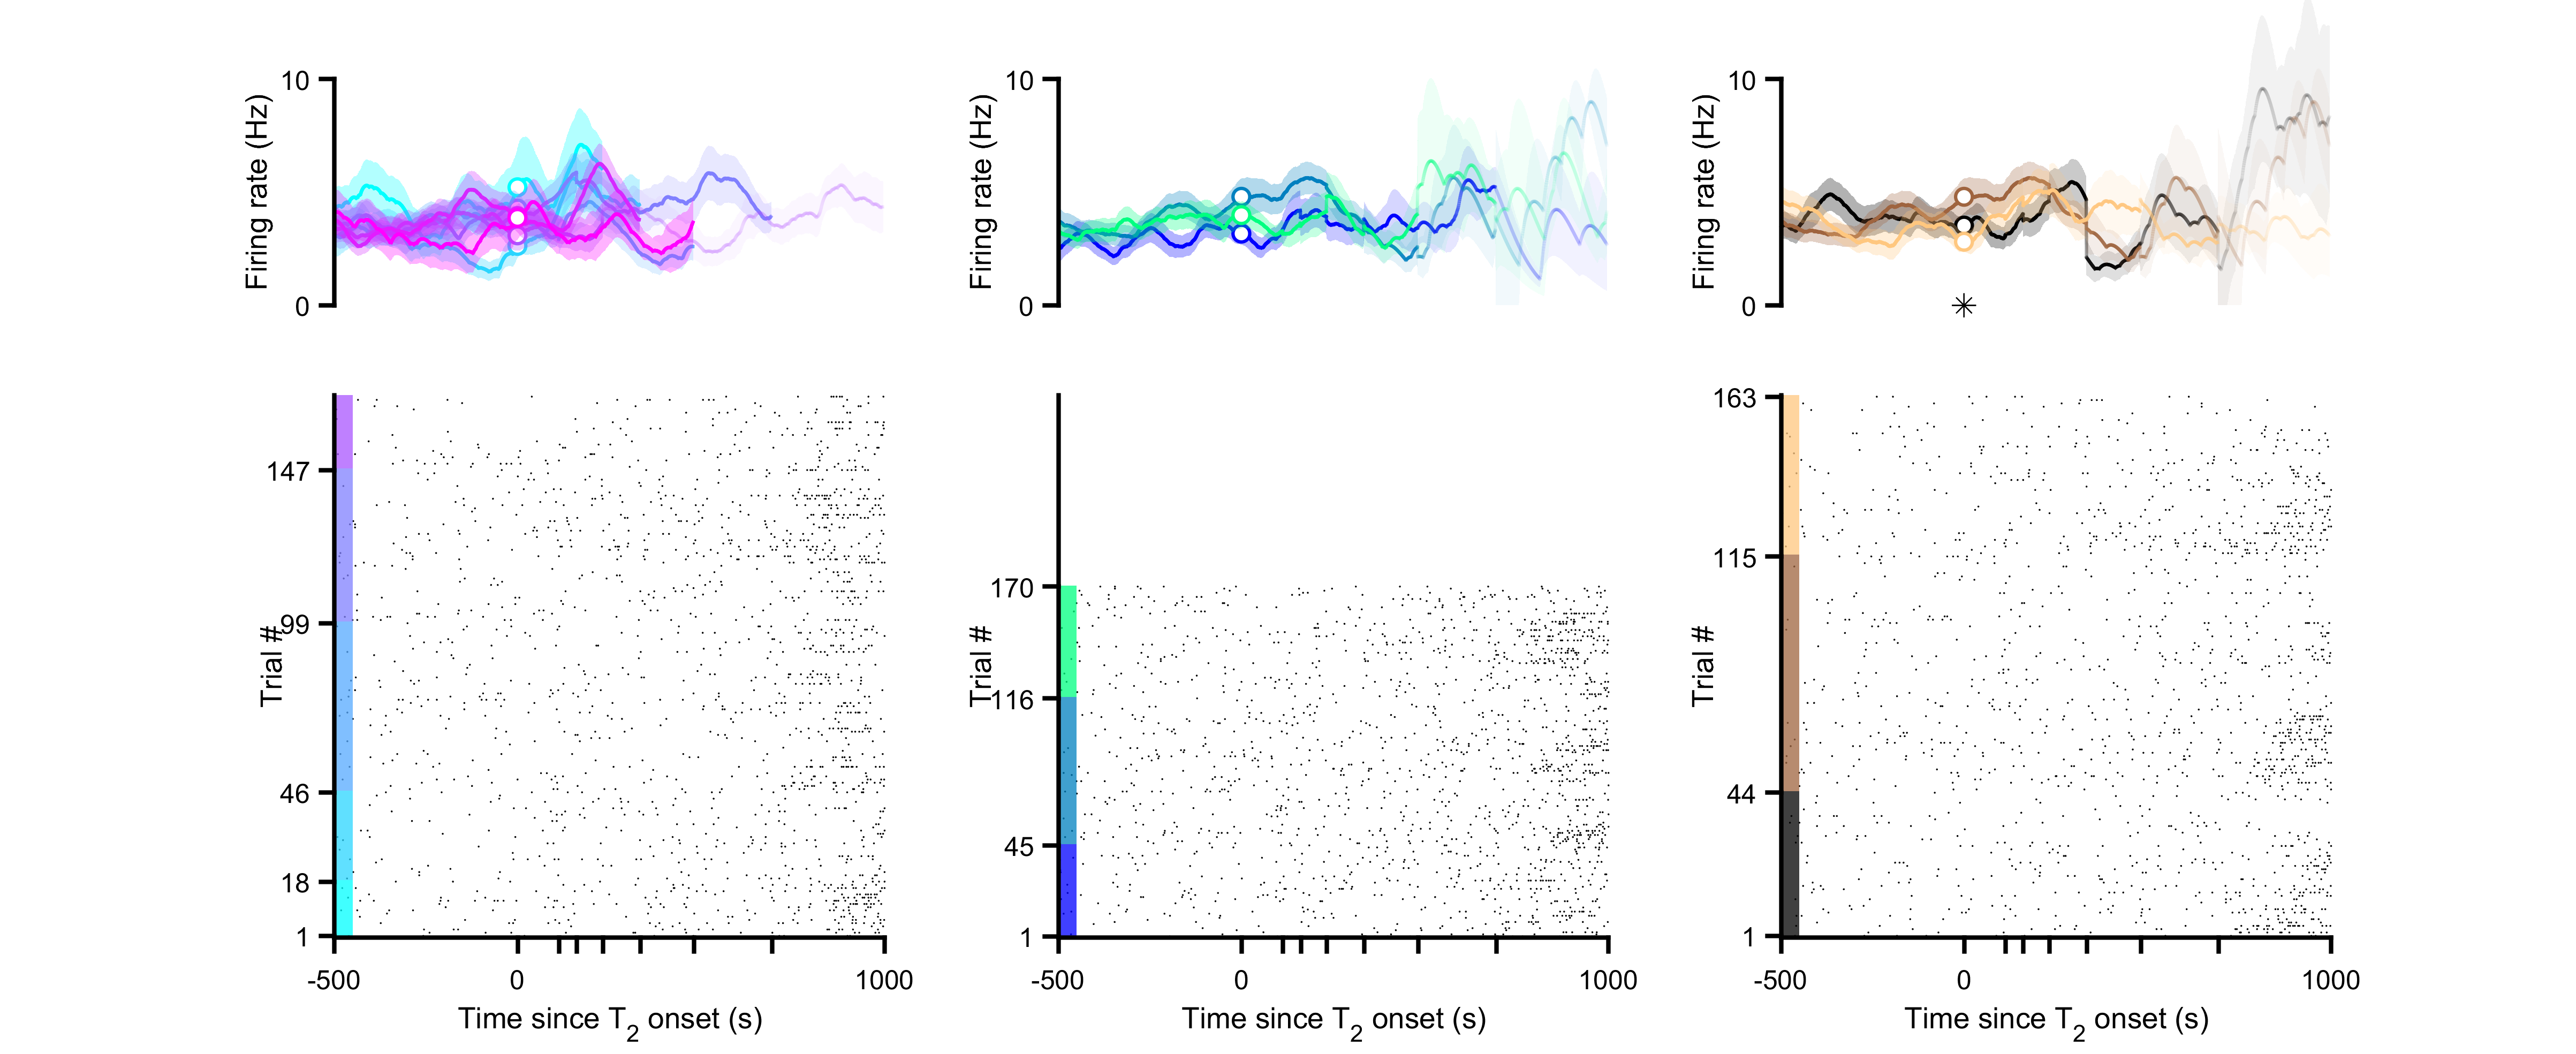 10
Firing rate (Hz)
0
10
Firing rate (Hz)
0
10
Firing rate (Hz)
0
147
99
46
18
1
Trial #
-500 0 1000
Time since T2 onset (s)
170
116
45
1
Trial #
-500 0 1000
Time since T2 onset (s)
163
115
44
1
Trial #
-500 0 1000
Time since T2 onset (s)